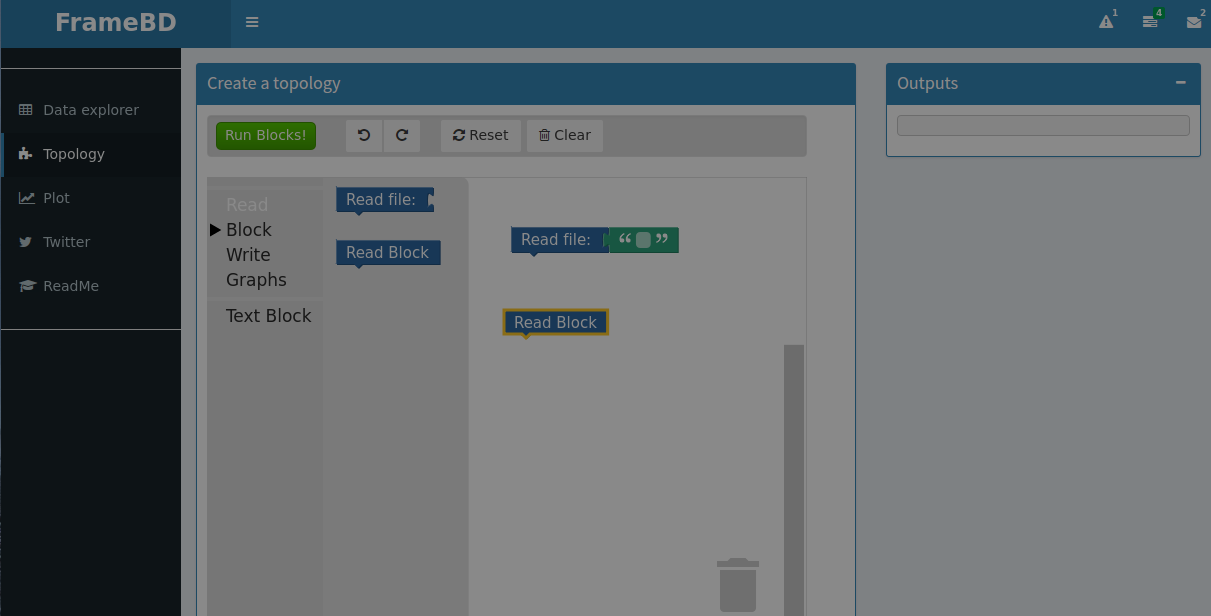 FrameBD
1
4
2
Create a topology
Outputs
Data explorer
Topology
Plot
Twitter
ReadMe
Run Blocks!
Reset
Clear
Read
Block
Write
Graphs
Text Block
Read file:
Read Block
Read file: “ ”
Read Block